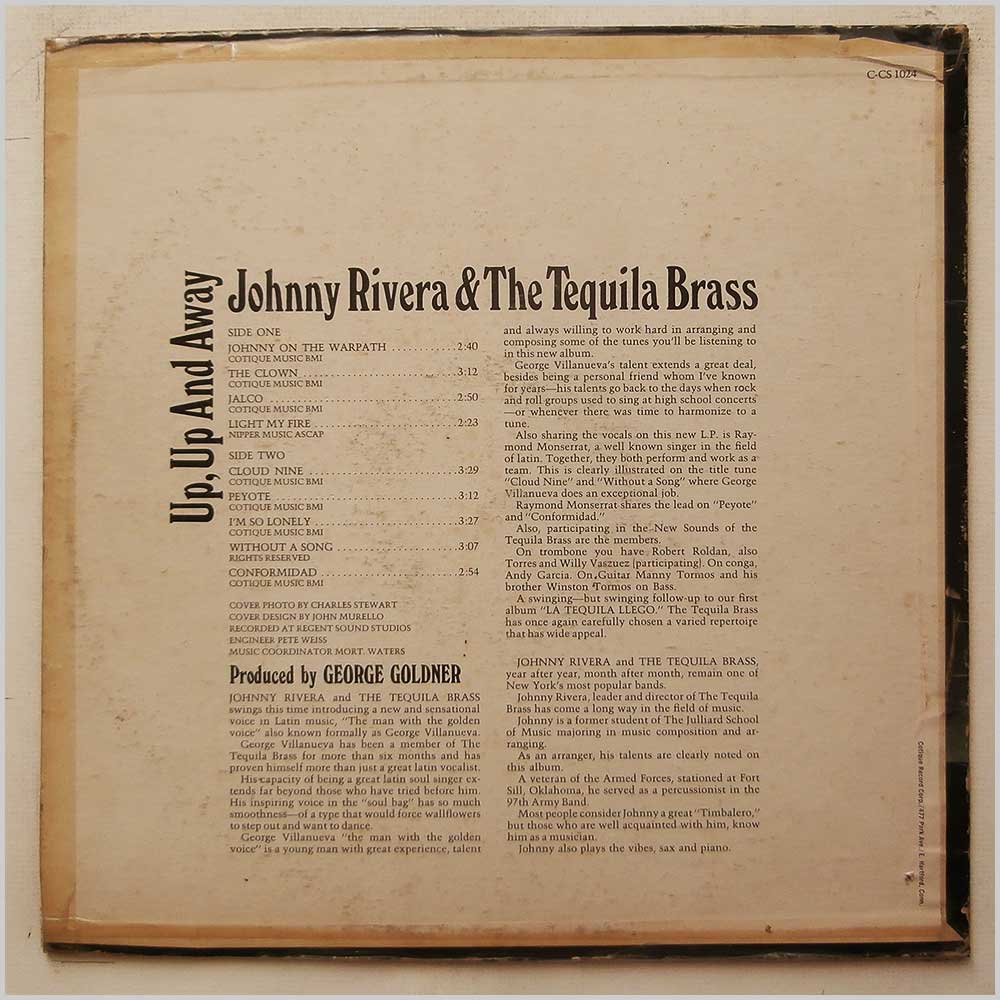 C-CS 1024
Up, Up And Away
Johnny Rivera & The Tequila Brass
SIDE ONE
JOHNNY ON THE WARPATH ............2:40
COTIQUE MUSIC BMI
THE CLOWN ............3:12
COTIQUE MUSIC BMI
JALCO ............2:50
COTIQUE MUSIC BMI
LIGHT MY FIRE ............2:23
NIPPER MUSIC ASCAP
SIDE TWO
CLOUD NINE ............3:29
COTIQUE MUSIC BMI
PEYOTE ............3:12
COTIQUE MUSIC BMI
I'M SO LONELY ............3:27
COTIQUE MUSIC BMI
WITHOUT A SONG ............3:07
RIGHTS RESERVED
CONFORMIDAD ............2:54
COTIQUE MUSIC BMI
COVER PHOTO BY CHARLES STEWART
COVER DESIGN BY JOHN MURELLO
RECORDED AT REGENT SOUND STUDIOS
ENGINEER PETE WEISS
MUSIC COORDINATOR MORT. WATERS
Produced by GEORGE GOLDNER
JOHNNY RIVERA and THE TEQUILA BRASS
swings this time introducing a new and sensational
voice in Latin music, "The man with the golden
voice" also known formally as George Villanueva.
George Villanueva has been a member of The
Tequila Brass for more than six months and has
proven himself more than just a great latin vocalist.
His capacity of being a great latin soul singer ex-
tends far beyond those who have tried before him.
His inspiring voice in the "soul bag" has so much
smoothness—of a type that would force wallflowers
to step out and want to dance.
George Villanueva "the man with the golden
voice" is a young man with great experience, talent
and always willing to work hard in arranging and
composing some of the tunes you'll be listening to
in this new album.
George Villanueva's talent extends a great deal,
besides being a personal friend whom I've known
for years—his talents go back to the days when rock
and roll groups used to sing at high school concerts
—or whenever there was time to harmonize to a
tune.
Also sharing the vocals on this new L.P. is Ray-
mond Monserrat, a well known singer in the field
of latin. Together, they both perform and work as a
team. This is clearly illustrated on the title tune
"Cloud Nine" and "Without a Song" where George
Villanueva does an exceptional job.
Raymond Monserrat shares the lead on "Peyote"
and "Conformidad."
Also, participating in the New Sounds of the
Tequila Brass are the members.
On trombone you have Robert Roldan, also
Torres and Willy Vaszuez [participating]. On conga,
Andy Garcia. On Guitar Manny Tormos and his
brother Winston Tormos on Bass.
A swinging—but swinging follow-up to our first
album "LA TEQUILA LLEGO." The Tequila Brass
has once again carefully chosen a varied repertoire
that has wide appeal.
JOHNNY RIVERA and THE TEQUILA BRASS,
year after year, month after month, remain one of
New York's most popular bands.
Johnny Rivera, leader and director of The Tequila
Brass has come a long way in the field of music.
Johnny is a former student of The Julliard School
of Music majoring in music composition and ar-
ranging.
As an arranger, his talents are clearly noted on
this album.
A veteran of the Armed Forces, stationed at Fort
Sill, Oklahoma, he served as a percussionist in the
97th Army Band.
Most people consider Johnny a great "Timbalero,"
but those who are well acquainted with him, know
him as a musician.
Johnny also plays the vibes, sax and piano.
Cotique Record Corp./477 Park Ave./E. Hartford, Conn.